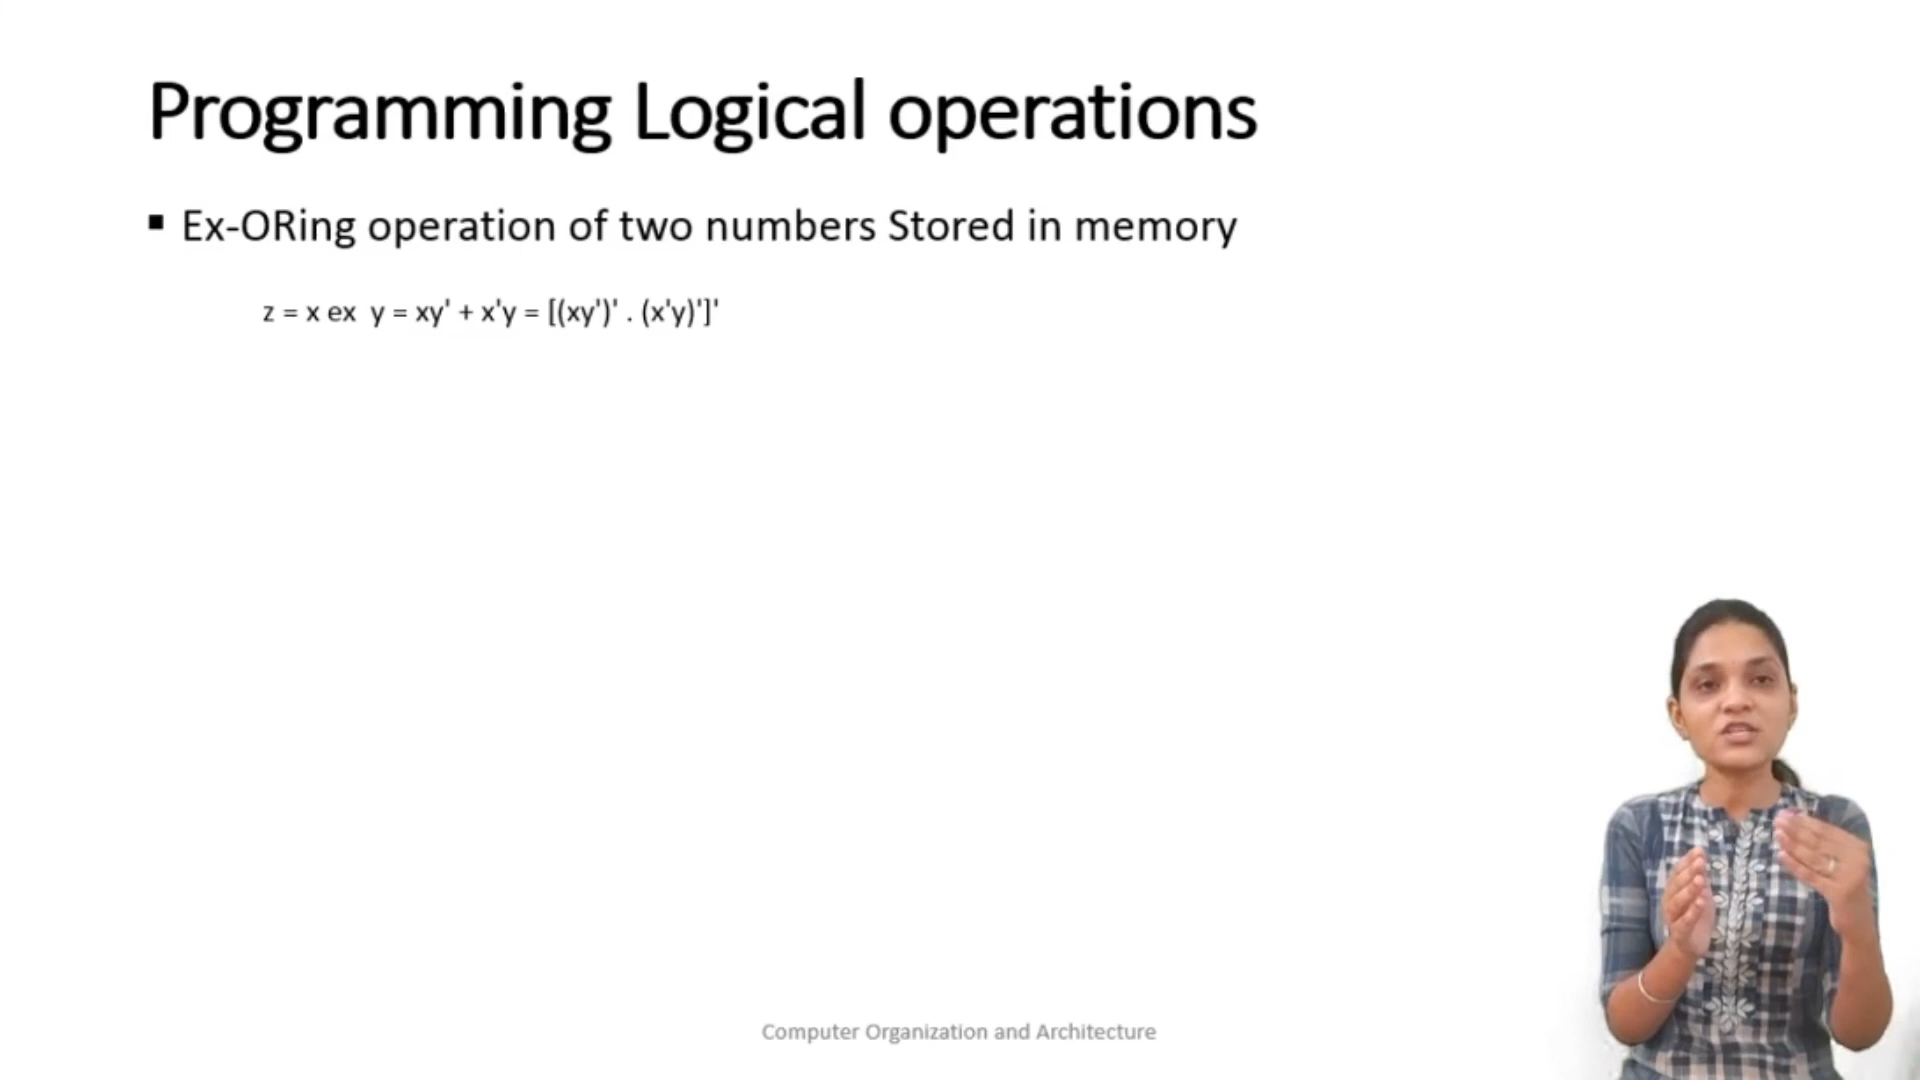 Programming Logical operations
▪ Ex-ORing operation of two numbers Stored in memory
z = x ex y = xy' + x'y = [(xy')' . (x'y)']'
Computer Organization and Architecture